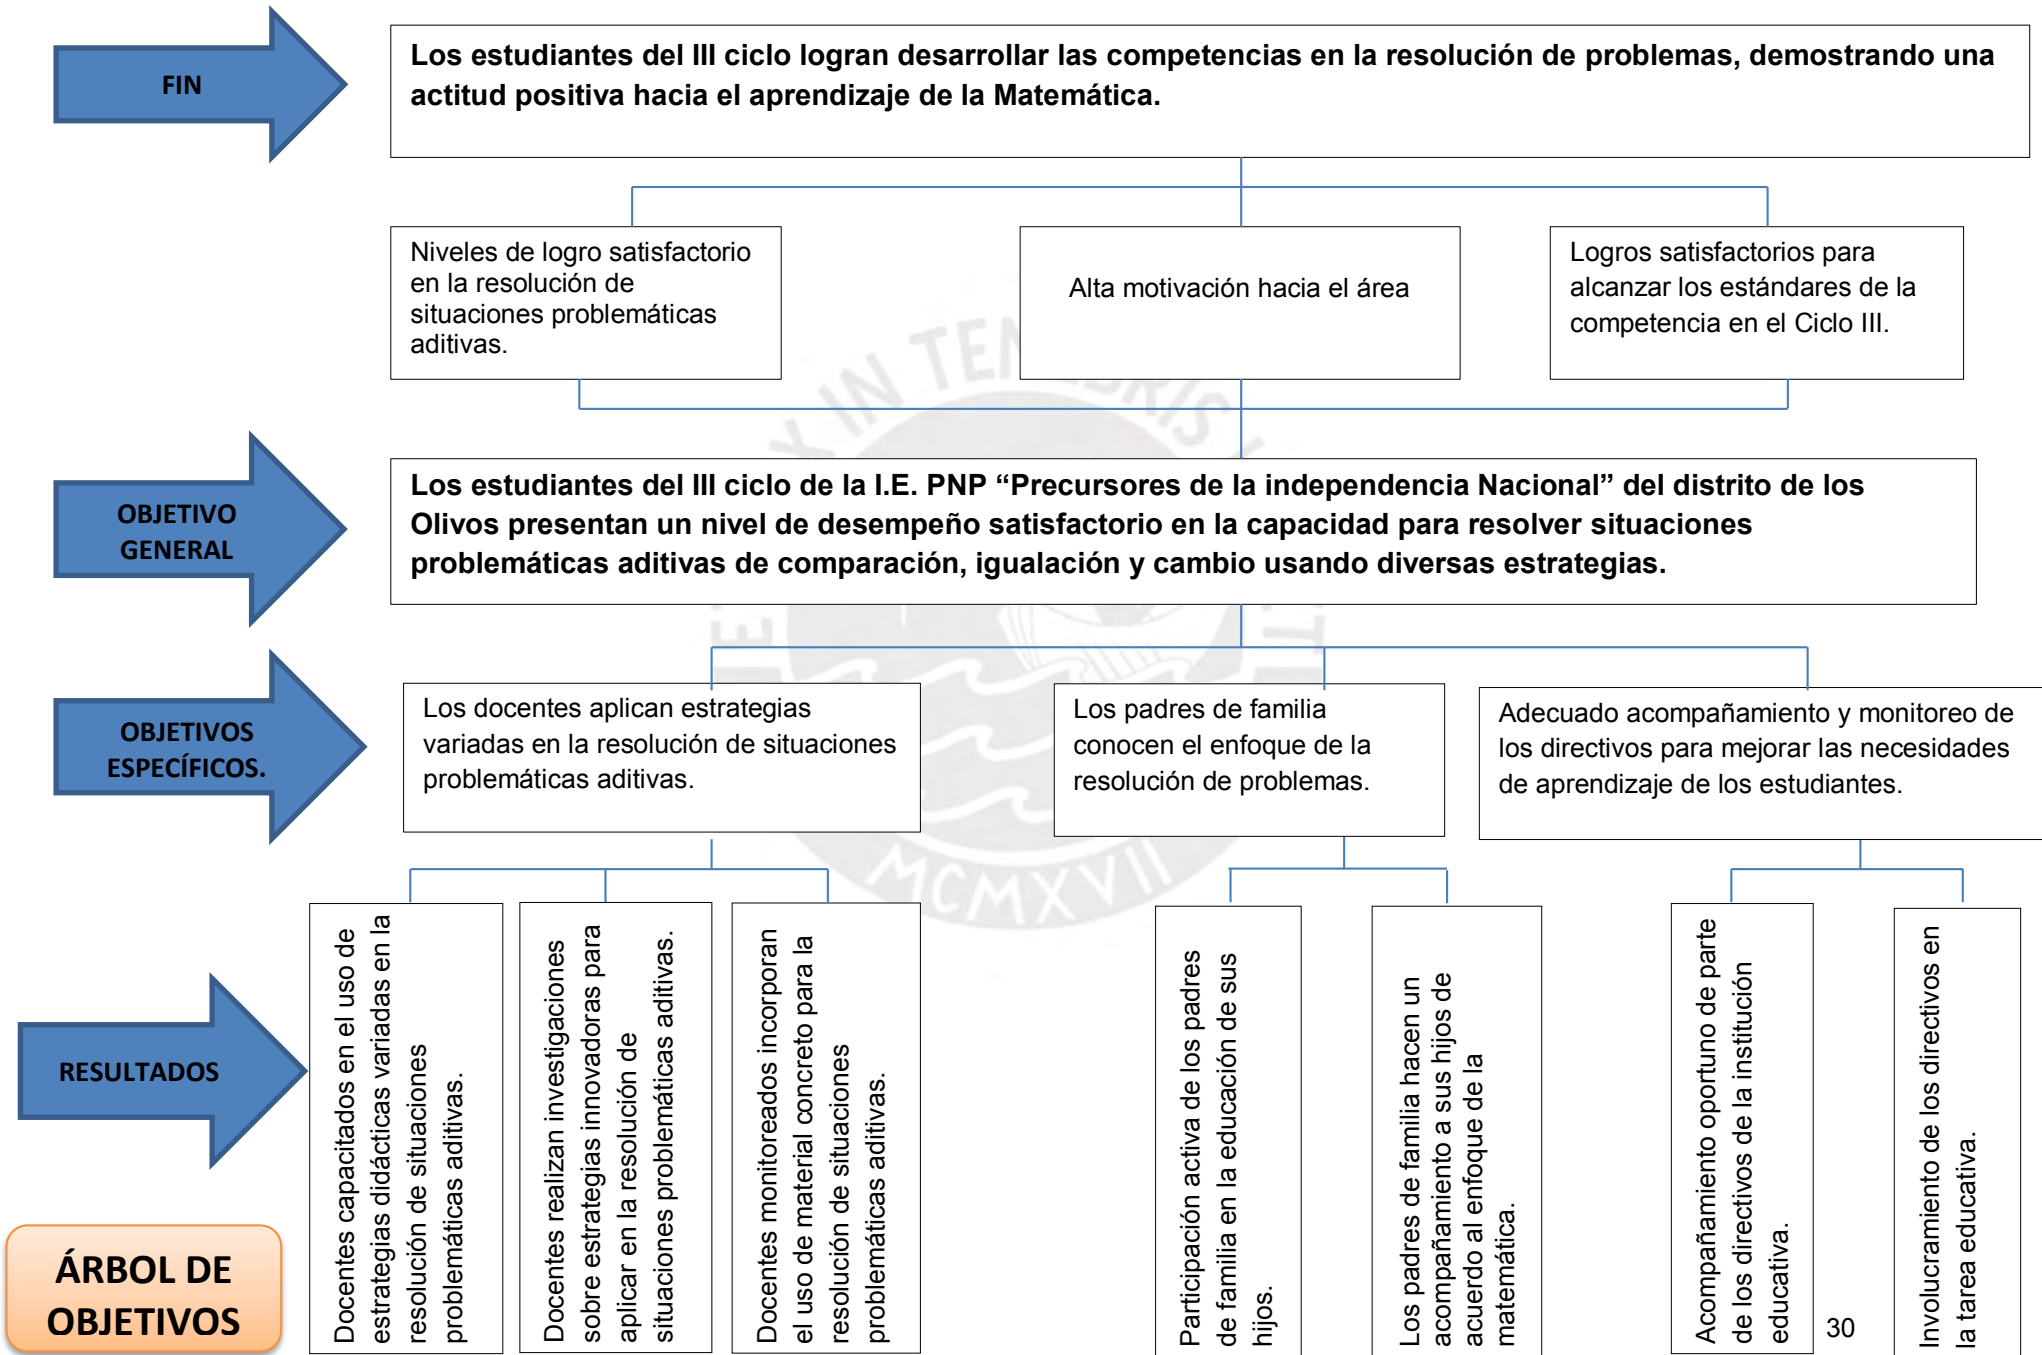 FIN
Los estudiantes del III ciclo logran desarrollar las competencias en la resolución de problemas, demostrando una
actitud positiva hacia el aprendizaje de la Matemática.
Niveles de logro satisfactorio
en la resolución de
situaciones problemáticas
aditivas.
Alta motivación hacia el área
Logros satisfactorios para
alcanzar los estándares de la
competencia en el Ciclo III.
OBJETIVO
GENERAL
Los estudiantes del III ciclo de la I.E. PNP “Precursores de la independencia Nacional” del distrito de los
Olivos presentan un nivel de desempeño satisfactorio en la capacidad para resolver situaciones
problemáticas aditivas de comparación, igualación y cambio usando diversas estrategias.
OBJETIVOS
ESPECÍFICOS.
Los docentes aplican estrategias
variadas en la resolución de situaciones
problemáticas aditivas.
Los padres de familia
conocen el enfoque de la
resolución de problemas.
Adecuado acompañamiento y monitoreo de
los directivos para mejorar las necesidades
de aprendizaje de los estudiantes.
RESULTADOS
Docentes capacitados en el uso de
estrategias didácticas variadas en la
resolución de situaciones
problemáticas aditivas.
Docentes realizan investigaciones
sobre estrategias innovadoras para
aplicar en la resolución de
situaciones problemáticas aditivas.
Docentes monitoreados incorporan
el uso de material concreto para la
resolución de situaciones
problemáticas aditivas.
Participación activa de los padres
de familia en la educación de sus
hijos.
Los padres de familia hacen un
acompañamiento a sus hijos de
acuerdo al enfoque de la
matemática.
Acompañamiento oportuno de parte
de los directivos de la institución
educativa.
Involucramiento de los directivos en
la tarea educativa.
ÁRBOL DE
OBJETIVOS
30
MCMXVII